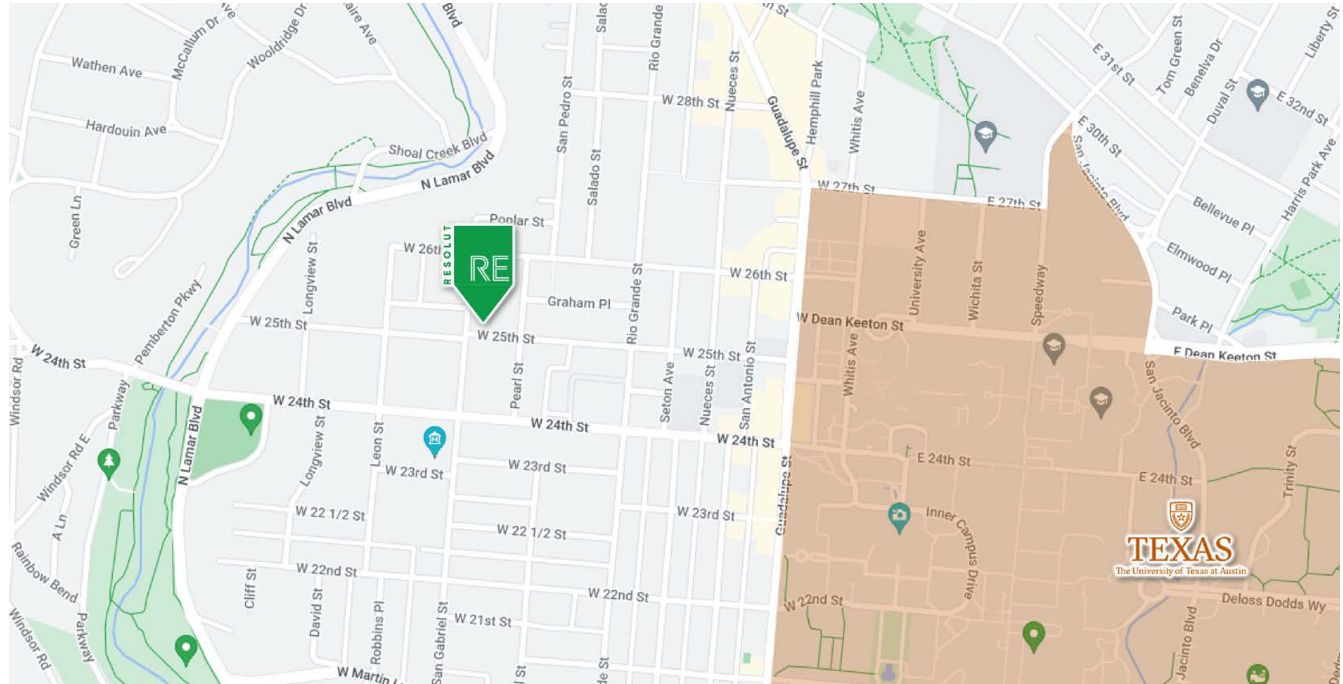 Blvd
McCallum Dr
Wooldridge Dr
Wathen Ave
Hardouin Ave
Shoal Creek Blvd
N Lamar Blvd
N Lamar Blvd
Green Ln
Pemberton Pkwy
San Pedro St
Salado St
Rio Grande
Nueces St
W 28th St
Guadalupe St
Hemphill Park
Whitis Ave
W 27th St
E 27th St
E 31st St
Tom Green St
Benelva Dr
Duval St
Liberty St
E 32nd St
E 30th St
San Jacinto Blvd
Harris Park Ave
Bellevue Pl
Elmwood Pl
Park Pl
E Dean Keeton St
Poplar St
W 26th
RESOLUT
RE
W 26th St
Graham Pl
Longview St
Rio Grande St
W 25th St
W 25th St
W 25th St
W Dean Keeton St
University Ave
Wichita St
Speedway
Whitis Ave
San Jacinto Blvd
W 24th St
W 24th St
W 24th St
W 24th St
Windsor Rd
Parkway
Windsor Rd E
N Lamar Blvd
Longview St
Leon St
Pearl St
Seton Ave
Nueces St
San Antonio St
Guadalupe St
W 23rd St
W 23rd St
W 23rd St
E 24th St
E 24th St
Trinity St
Inner Campus Drive
W 22 1/2 St
W 22 1/2 St
A Ln
Rainbow Bend
Parkway
Windsor Rd
Cliff St
David St
Robbins Pl
San Gabriel St
W 22nd St
W 22nd St
W 22nd St
W 21st St
TEXAS
The University of Texas at Austin
Deloss Dodds Wy
Jacinto Blvd